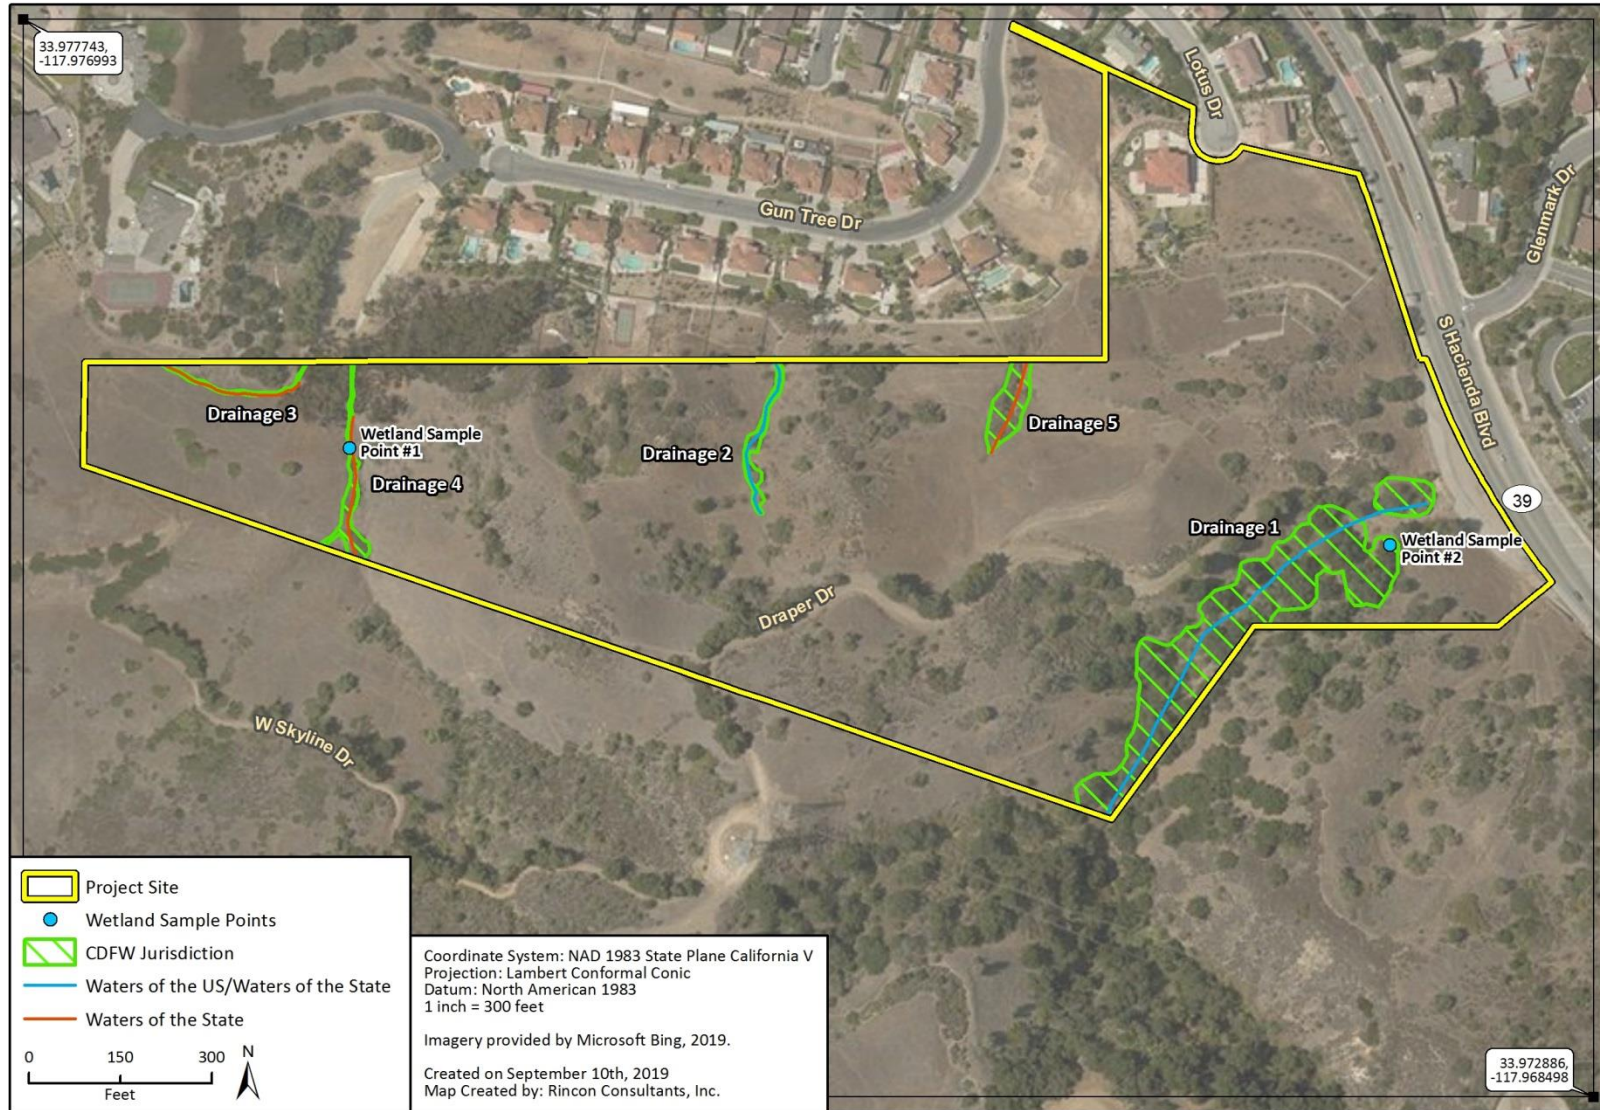 33.977743,
-117.976993
Lotus Dr
Gun Tree Dr
Glenmark Dr
S Hacienda Blvd
Drainage 3
Wetland Sample
Point #1
Drainage 4
Drainage 2
Drainage 5
39
Drainage 1
Wetland Sample
Point #2
Draper Dr
W Skyline Dr
Project Site
Wetland Sample Points
CDFW Jurisdiction
Waters of the US/Waters of the State
Waters of the State
0 150 300
Feet
N
Coordinate System: NAD 1983 State Plane California V
Projection: Lambert Conformal Conic
Datum: North American 1983
1 inch = 300 feet
Imagery provided by Microsoft Bing, 2019.
Created on September 10th, 2019
Map Created by: Rincon Consultants, Inc.
33.972886,
-117.968498